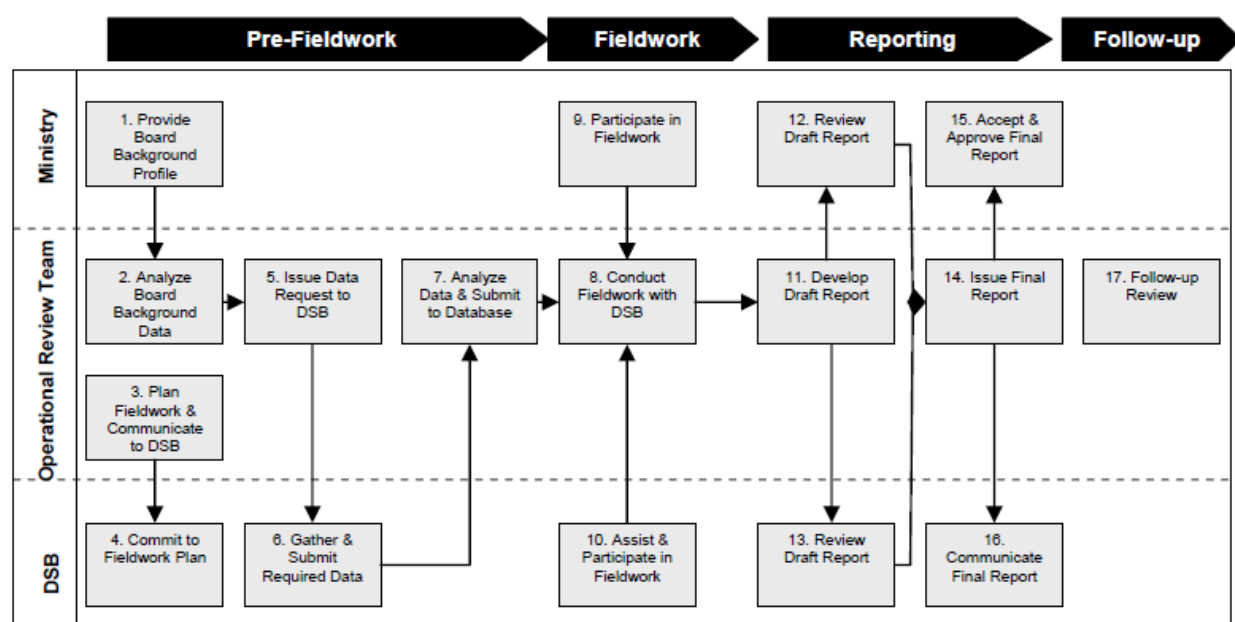 Pre-Fieldwork
Fieldwork
Reporting
Follow-up
Ministry
1. Provide
Board
Background
Profile
9. Participate in
Fieldwork
12. Review
Draft Report
15. Accept &
Approve Final
Report
Operational Review Team
2. Analyze
Board
Background
Data
5. Issue Data
Request to
DSB
7. Analyze
Data & Submit
to Database
8. Conduct
Fieldwork with
DSB
11. Develop
Draft Report
14. Issue Final
Report
17. Follow-up
Review
3. Plan
Fieldwork &
Communicate
to DSB
DSB
4. Commit to
Fieldwork Plan
6. Gather &
Submit
Required Data
10. Assist &
Participate in
Fieldwork
13. Review
Draft Report
16.
Communicate
Final Report